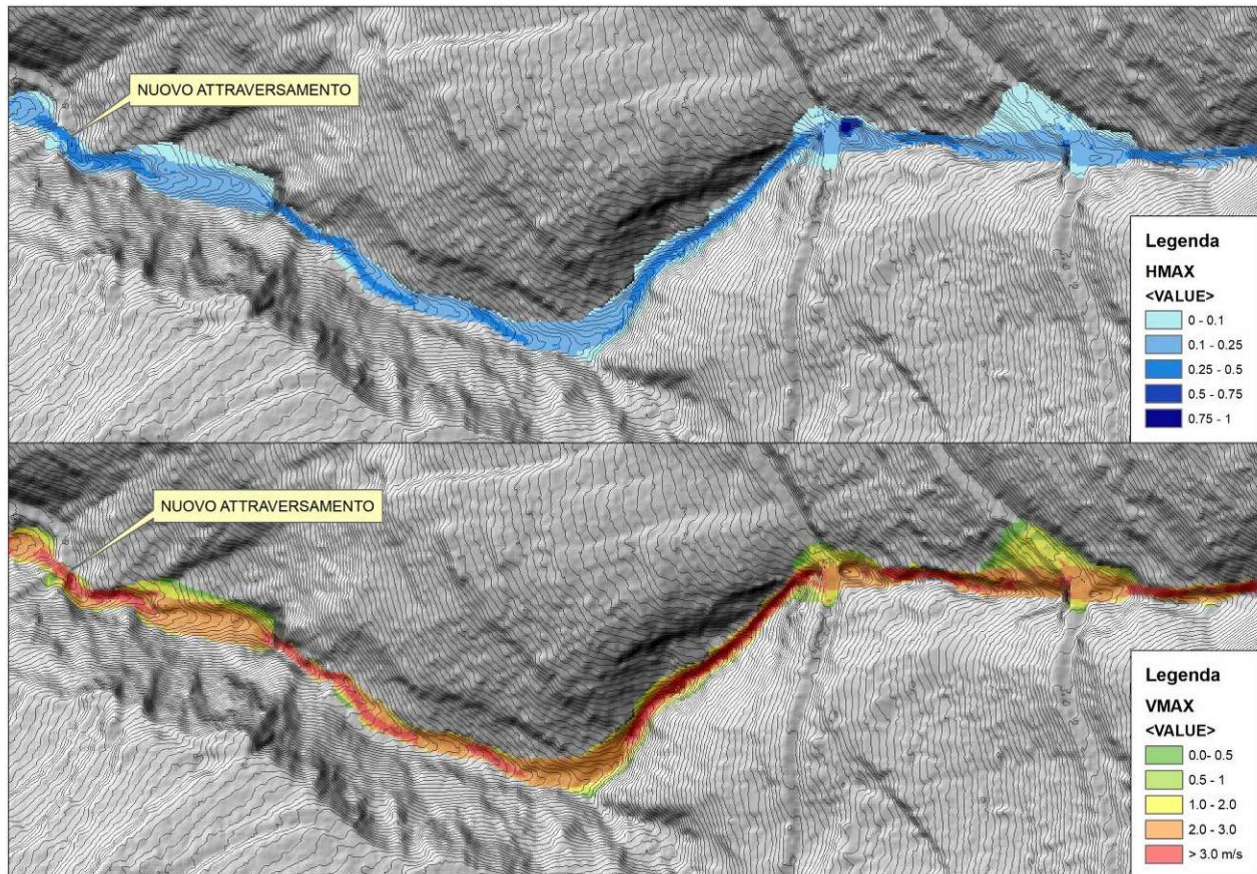 NUOVO ATTRAVERSAMENTO
Legenda
HMAX
<VALUE>
0 - 0.1
0.1 - 0.25
0.25 - 0.5
0.5 - 0.75
0.75 - 1
NUOVO ATTRAVERSAMENTO
Legenda
VMAX
<VALUE>
0.0- 0.5
0.5 - 1
1.0 - 2.0
2.0 - 3.0
> 3.0 m/s